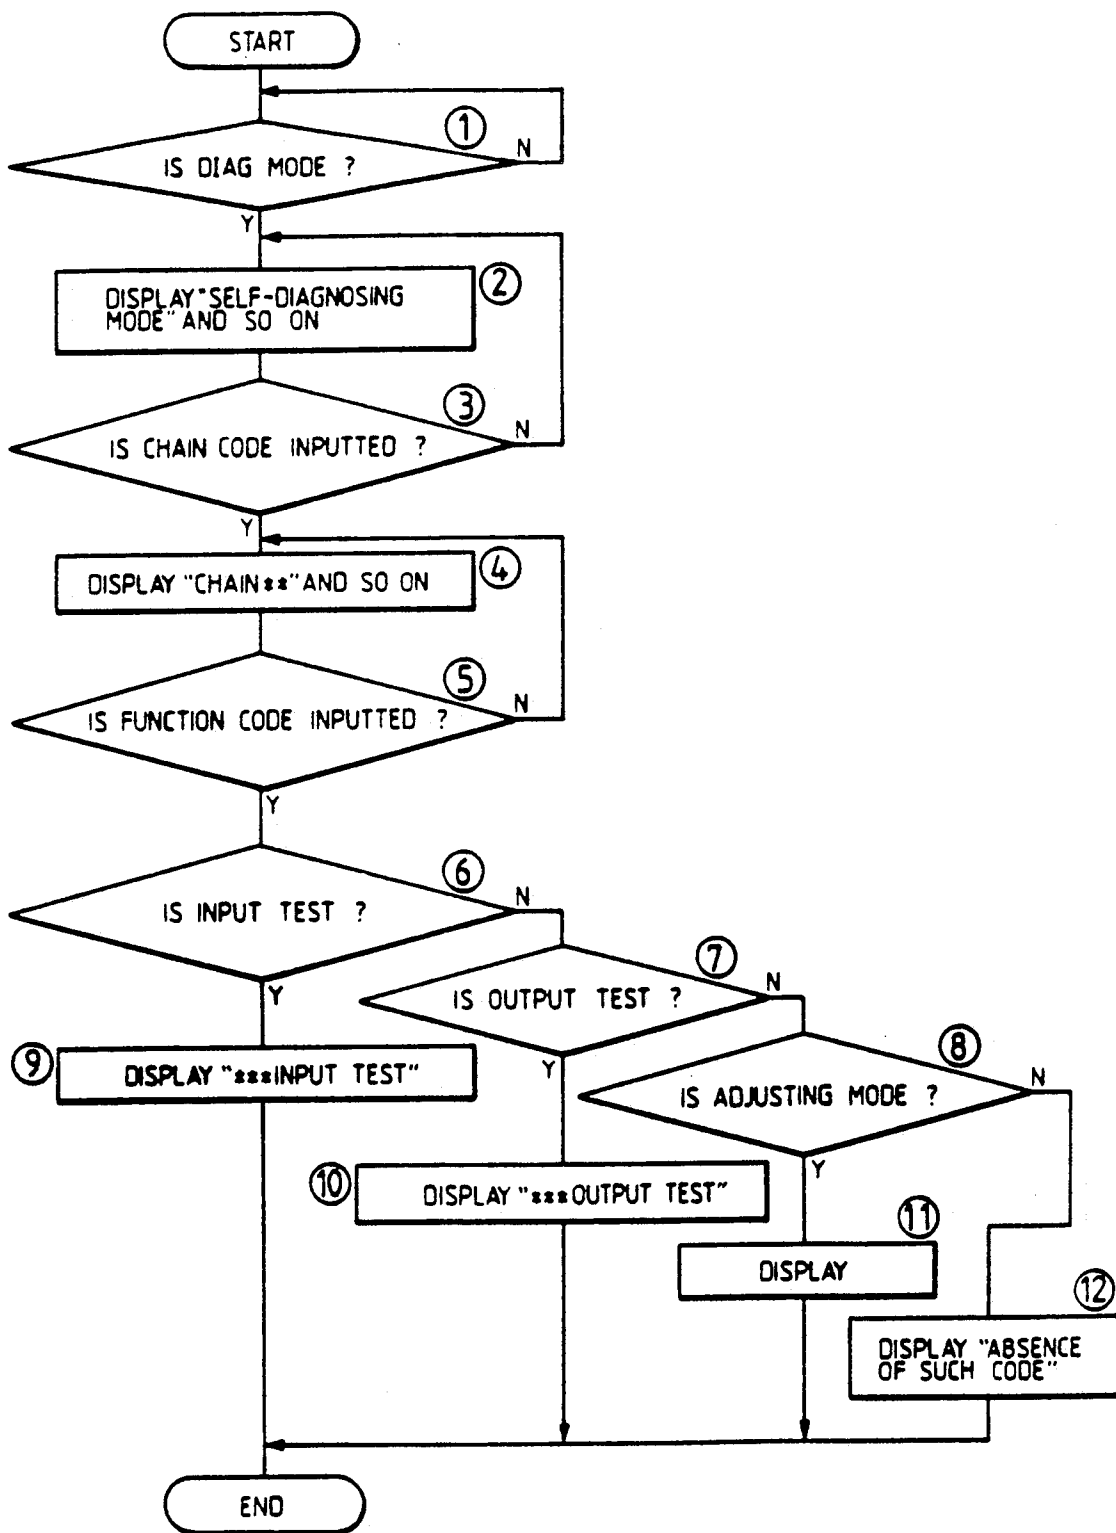 START
①
N
IS DIAG MODE ?
Y
②
DISPLAY "SELF-DIAGNOSING
MODE" AND SO ON
③
N
IS CHAIN CODE INPUTTED ?
Y
④
DISPLAY "CHAIN**" AND SO ON
⑤
N
IS FUNCTION CODE INPUTTED ?
Y
⑥
N
IS INPUT TEST ?
Y
⑦
N
IS OUTPUT TEST ?
Y
⑧
N
IS ADJUSTING MODE ?
Y
⑨
DISPLAY "***INPUT TEST"
⑩
DISPLAY "***OUTPUT TEST"
⑪
DISPLAY
⑫
DISPLAY "ABSENCE
OF SUCH CODE"
END